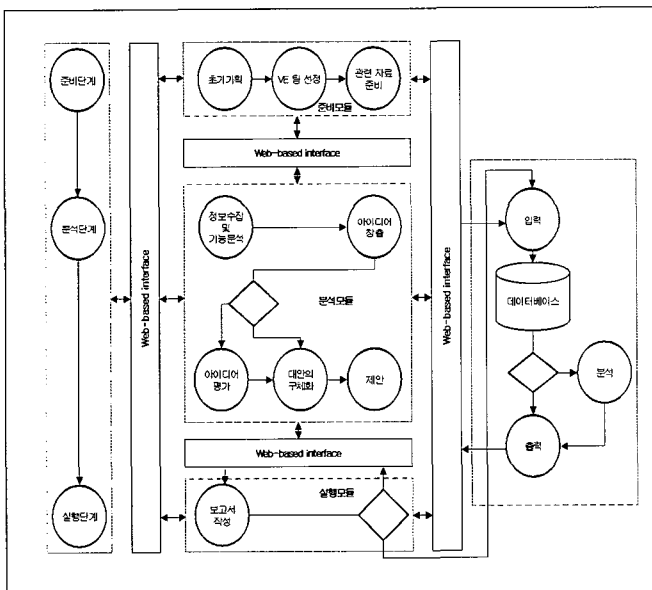 준비단계
분석단계
실행단계
Web-based interface
초기기획
VE 팀 선정
관련 자료
준비
준비모듈
Web-based interface
정보수집
및
기능분석
아이디어
창출
분석모듈
아이디어
평가
대안의
구체화
제안
Web-based interface
실행모듈
보고서
작성
Web-based interface
입력
데이터베이스
분석
출력